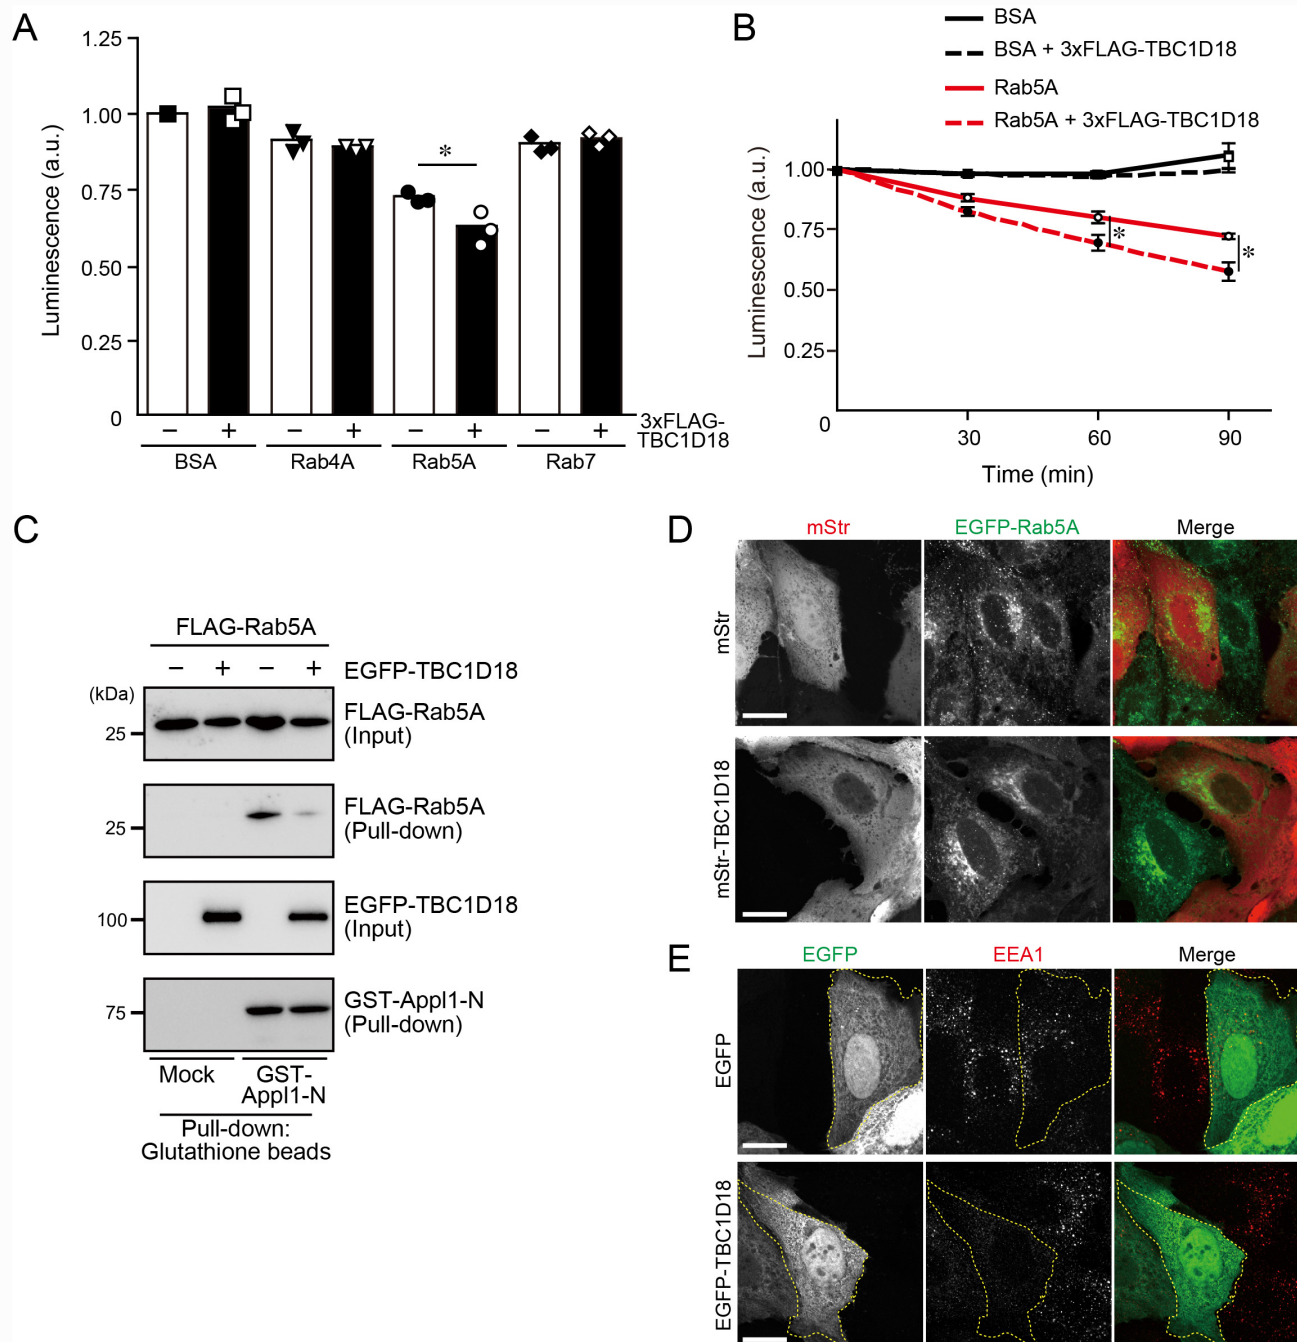 A
Luminescence (a.u.)
1.25
1.00
0.75
0.50
0.25
0
*
− + − + − + − +
3xFLAG-
TBC1D18
BSA Rab4A Rab5A Rab7
B
BSA
BSA + 3xFLAG-TBC1D18
Rab5A
Rab5A + 3xFLAG-TBC1D18
Luminescence (a.u.)
1.00
0.75
0.50
0.25
0
*
*
30 60 90
Time (min)
C
FLAG-Rab5A
− + − +
EGFP-TBC1D18
(kDa)
25
FLAG-Rab5A
(Input)
25
FLAG-Rab5A
(Pull-down)
100
EGFP-TBC1D18
(Input)
75
GST-Appl1-N
(Pull-down)
Mock
GST-
Appl1-N
Pull-down:
Glutathione beads
D
mStr EGFP-Rab5A Merge
mStr
mStr-TBC1D18
E
EGFP EEA1 Merge
EGFP
EGFP-TBC1D18